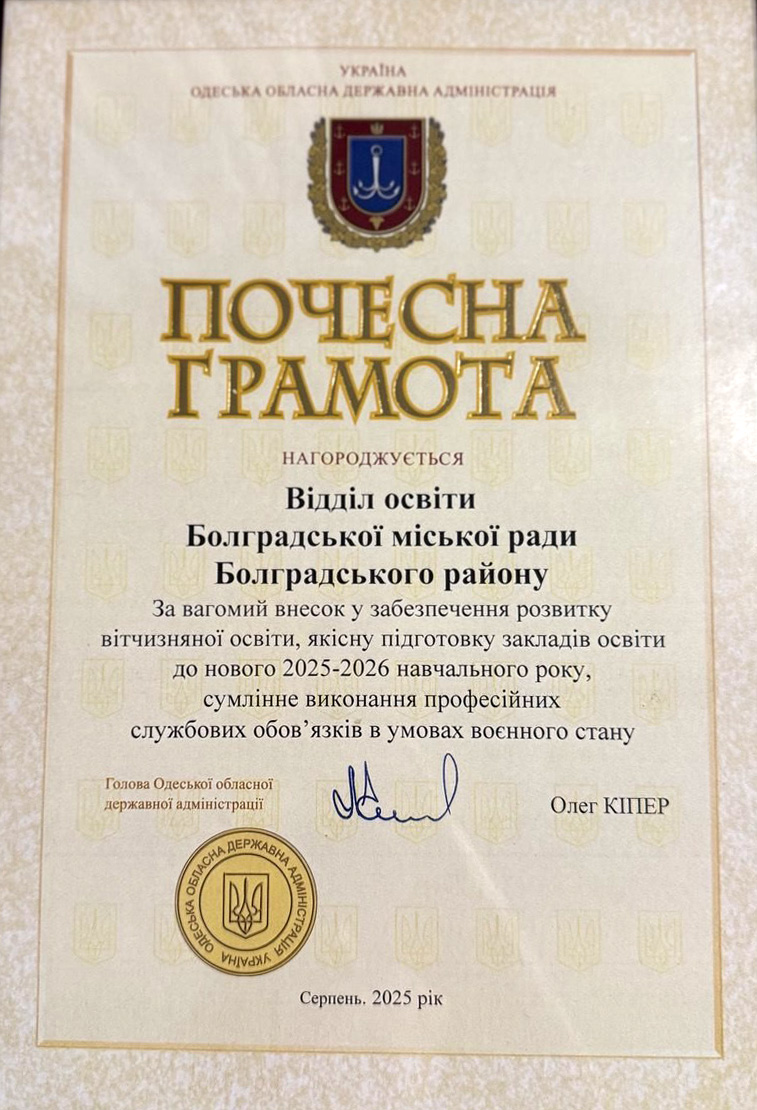 УКРАЇНА
ОДЕСЬКА ОБЛАСНА ДЕРЖАВНА АДМІНІСТРАЦІЯ
ПОЧЕСНА
ГРАМОТА
НАГОРОДЖУЄТЬСЯ
Відділ освіти
Болградської міської ради
Болградського району
За вагомий внесок у забезпечення розвитку
вітчизняної освіти, якісну підготовку закладів освіти
до нового 2025-2026 навчального року,
сумлінне виконання професійних
службових обов’язків в умовах воєнного стану
Голова Одеської обласної
державної адміністрації
Олег КІПЕР
ОДЕСЬКА ОБЛАСНА ДЕРЖАВНА АДМІНІСТРАЦІЯ УКРАЇНА
Серпень. 2025 рік